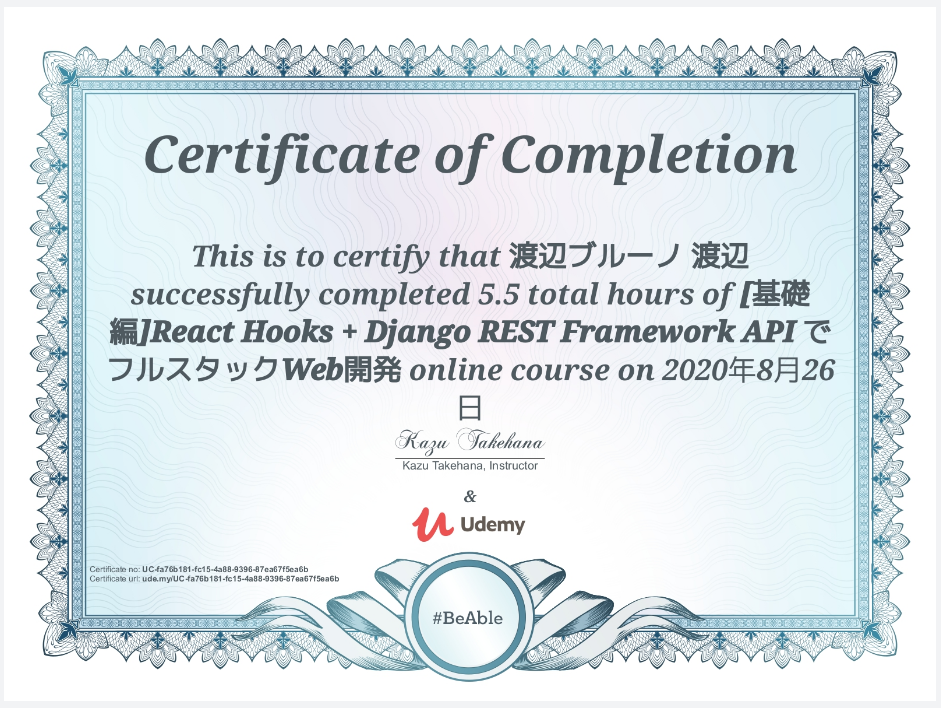 Certificate of Completion
This is to certify that 渡辺ブルーノ 渡辺
successfully completed 5.5 total hours of [基礎
編]React Hooks + Django REST Framework API で
フルスタックWeb開発 online course on 2020年8月26
日
Kazu Takehana
Kazu Takehana, Instructor
&
Udemy
Certificate no: UC-fa76b181-fc15-4a88-9396-87ea67f5ea6b
Certificate url: ude.my/UC-fa76b181-fc15-4a88-9396-87ea67f5ea6b
#BeAble